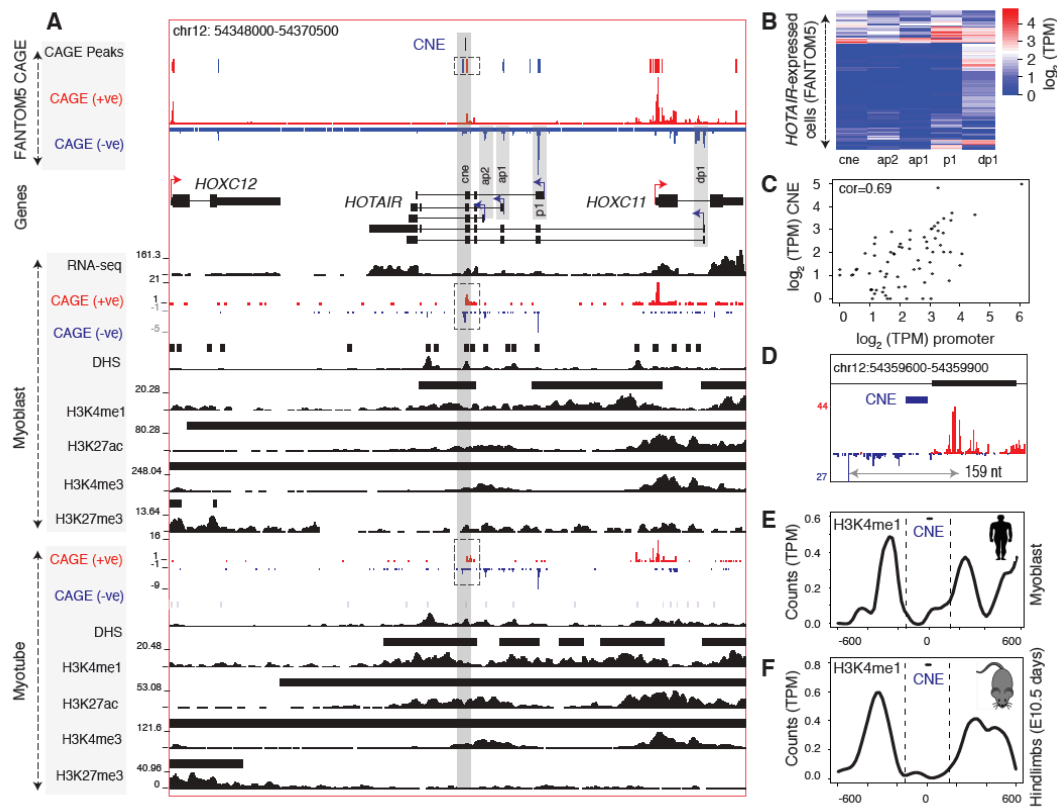 A
chr12: 54348000-54370500
CNE
FANTOM5 CAGE
CAGE Peaks
CAGE (+ve)
CAGE (-ve)
cne
ap2
ap1
p1
dp1
Genes
HOXC12
HOTAIR
HOXC11
Myoblast
RNA-seq
161.3
21
CAGE (+ve)
1
-1
CAGE (-ve)
-5
DHS
20.28
H3K4me1
80.28
H3K27ac
248.04
H3K4me3
13.64
H3K27me3
16
Myotube
CAGE (+ve)
1
-1
CAGE (-ve)
-9
DHS
20.48
H3K4me1
53.08
H3K27ac
121.6
H3K4me3
40.96
H3K27me3
0
B
HOTAIR-expressed
cells (FANTOM5)
cne ap2 ap1 p1 dp1
4
3
2
1
0
log2 (TPM)
C
cor=0.69
log2 (TPM) CNE
5
4
3
2
1
0
0 1 2 3 4 5 6
log2 (TPM) promoter
D
chr12:54359600-54359900
CNE
44
27
159 nt
E
H3K4me1
CNE
Counts (TPM)
0.6
0.4
0.2
0.0
-600 0 600
Myoblast
F
H3K4me1
CNE
Counts (TPM)
0.8
0.4
0.2
0.0
-600 0 600
Hindlimbs (E10.5 days)